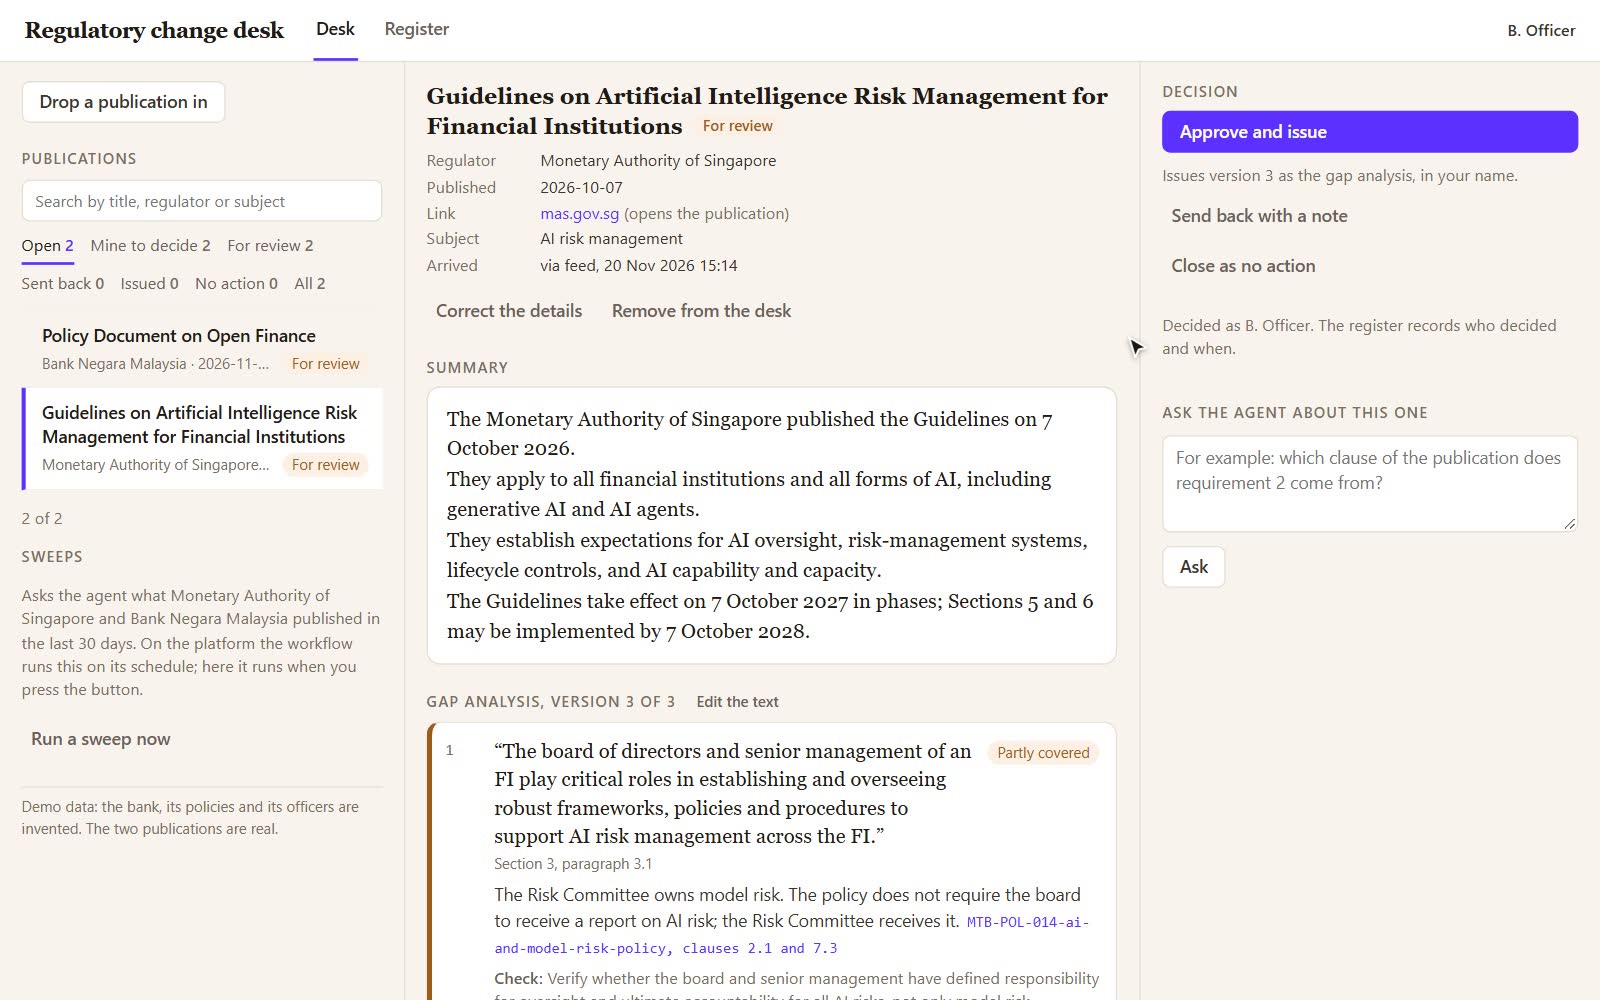 Regulatory change desk
Desk
Register
B. Officer
Drop a publication in
PUBLICATIONS
Search by title, regulator or subject
Open 2
Mine to decide 2
For review 2
Sent back 0
Issued 0
No action 0
All 2
Policy Document on Open Finance
Bank Negara Malaysia · 2026-11-...
For review
Guidelines on Artificial Intelligence Risk
Management for Financial Institutions
Monetary Authority of Singapore...
For review
2 of 2
SWEEPS
Asks the agent what Monetary Authority of
Singapore and Bank Negara Malaysia published in
the last 30 days. On the platform the workflow
runs this on its schedule; here it runs when you
press the button.
Run a sweep now
Demo data: the bank, its policies and its officers are
invented. The two publications are real.
Guidelines on Artificial Intelligence Risk Management for
Financial Institutions
For review
Regulator
Monetary Authority of Singapore
Published
2026-10-07
Link
mas.gov.sg (opens the publication)
Subject
AI risk management
Arrived
via feed, 20 Nov 2026 15:14
Correct the details
Remove from the desk
SUMMARY
The Monetary Authority of Singapore published the Guidelines on 7
October 2026.
They apply to all financial institutions and all forms of AI, including
generative AI and AI agents.
They establish expectations for AI oversight, risk-management systems,
lifecycle controls, and AI capability and capacity.
The Guidelines take effect on 7 October 2027 in phases; Sections 5 and 6
may be implemented by 7 October 2028.
GAP ANALYSIS, VERSION 3 OF 3
Edit the text
1
“The board of directors and senior management of an
FI play critical roles in establishing and overseeing
robust frameworks, policies and procedures to
support AI risk management across the FI.”
Partly covered
Section 3, paragraph 3.1
The Risk Committee owns model risk. The policy does not require the board
to receive a report on AI risk; the Risk Committee receives it. MTB-POL-014-ai-
and-model-risk-policy, clauses 2.1 and 7.3
Check: Verify whether the board and senior management have defined responsibility
DECISION
Approve and issue
Issues version 3 as the gap analysis, in your name.
Send back with a note
Close as no action
Decided as B. Officer. The register records who decided
and when.
ASK THE AGENT ABOUT THIS ONE
For example: which clause of the publication does
requirement 2 come from?
Ask